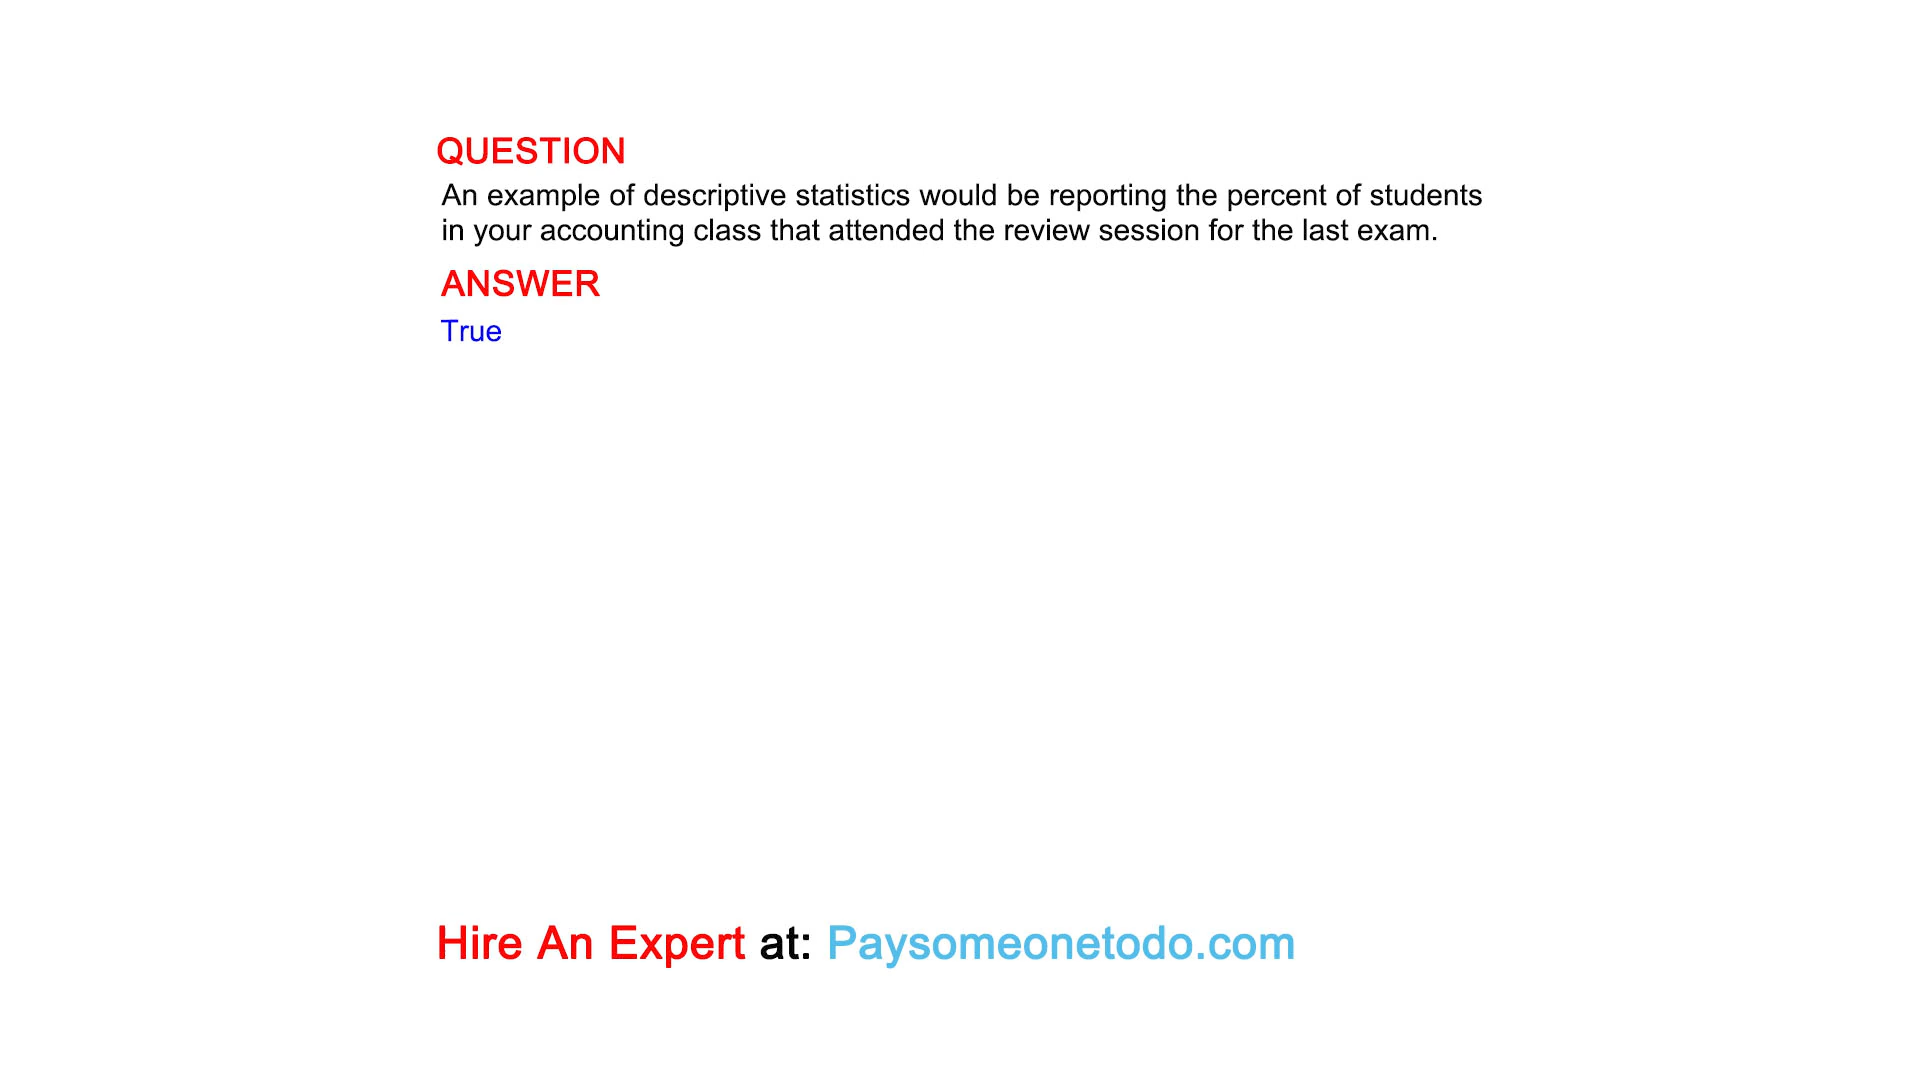 QUESTION
An example of descriptive statistics would be reporting the percent of students
in your accounting class that attended the review session for the last exam.
ANSWER
True
Hire An Expert at: Paysomeonetodo.com